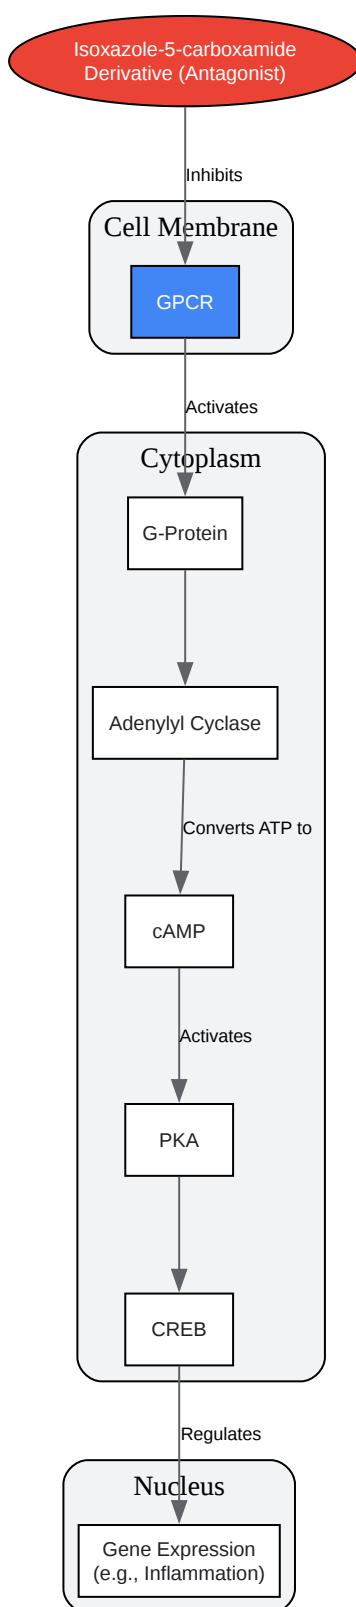 Isoxazole-5-carboxamide
Derivative (Antagonist)
Inhibits
Cell Membrane
GPCR
Activates
Cytoplasm
G-Protein
Adenylyl Cyclase
Converts ATP to
cAMP
Activates
PKA
CREB
Regulates
Nucleus
Gene Expression
(e.g., Inflammation)